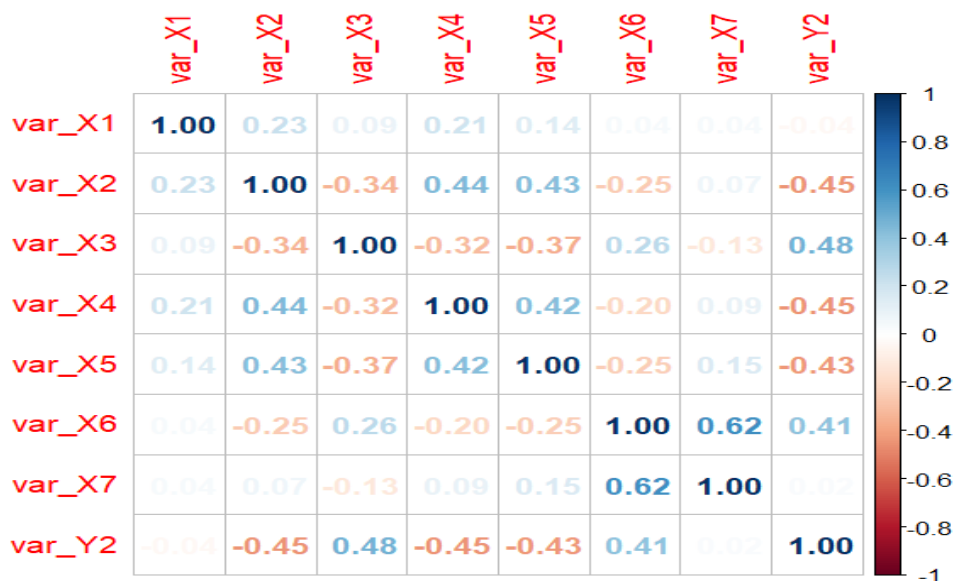 var_X1 var_X2 var_X3 var_X4 var_X5 var_X6 var_X7 var_Y2
var_X1 1.00 0.23 0.09 0.21 0.14 0.04 0.04 -0.04
var_X2 0.23 1.00 -0.34 0.44 0.43 -0.25 0.07 -0.45
var_X3 0.09 -0.34 1.00 -0.32 -0.37 0.26 -0.13 0.48
var_X4 0.21 0.44 -0.32 1.00 0.42 -0.20 0.09 -0.45
var_X5 0.14 0.43 -0.37 0.42 1.00 -0.25 0.15 -0.43
var_X6 0.04 -0.25 0.26 -0.20 -0.25 1.00 0.62 0.41
var_X7 0.04 0.07 -0.13 0.09 0.15 0.62 1.00 0.02
var_Y2 -0.04 -0.45 0.48 -0.45 -0.43 0.41 0.02 1.00
1
0.8
0.6
0.4
0.2
0
-0.2
-0.4
-0.6
-0.8
-1